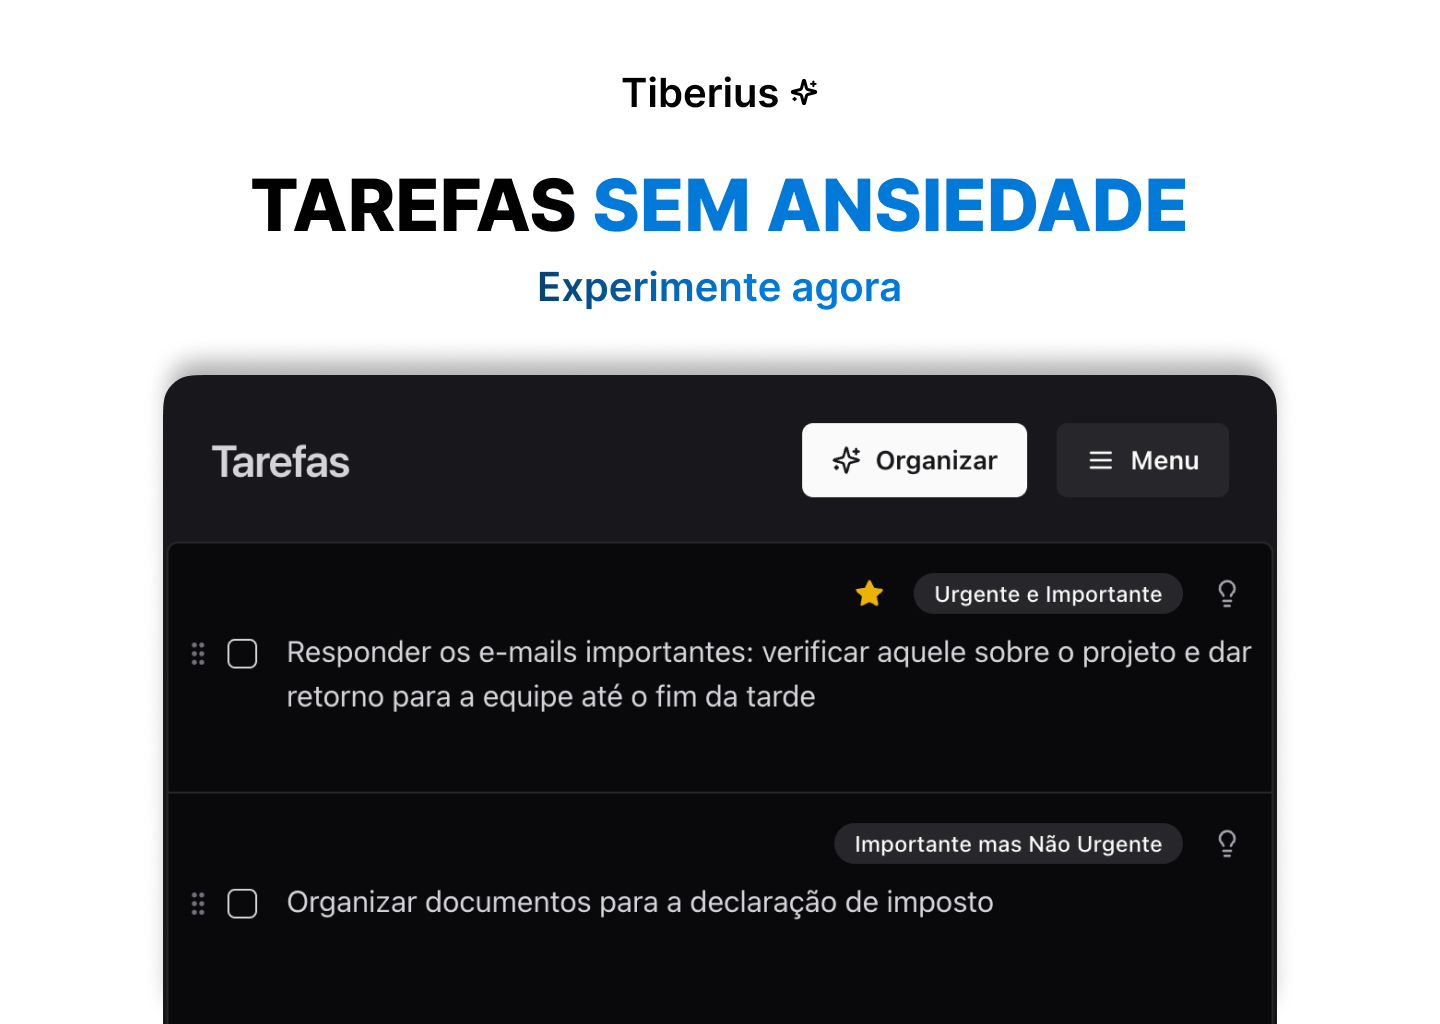 Tiberius
TAREFAS SEM ANSIEDADE
Experimente agora
Tarefas
Organizar
Menu
Urgente e Importante
Responder os e-mails importantes: verificar aquele sobre o projeto e dar
retorno para a equipe até o fim da tarde
Importante mas Não Urgente
Organizar documentos para a declaração de imposto